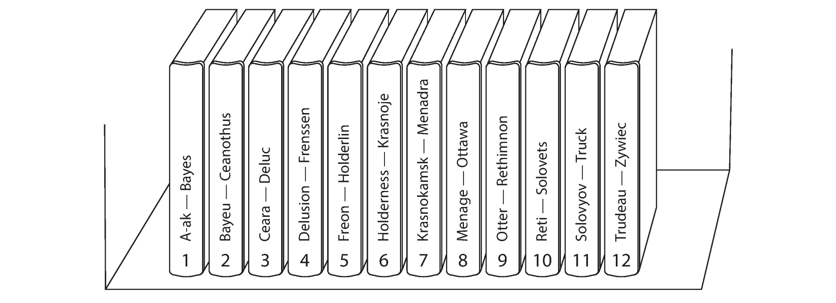 A-ak — Bayes
1
Bayeu — Ceanothus
2
Ceara — Deluc
3
Delusion — Frenssen
4
Freon — Holderlin
5
Holderness — Krasnoje
6
Krasnokamsk — Menadra
7
Menage — Ottawa
8
Otter — Rethimnon
9
Reti — Solovets
10
Solovyov — Truck
11
Trudeau — Zywiec
12